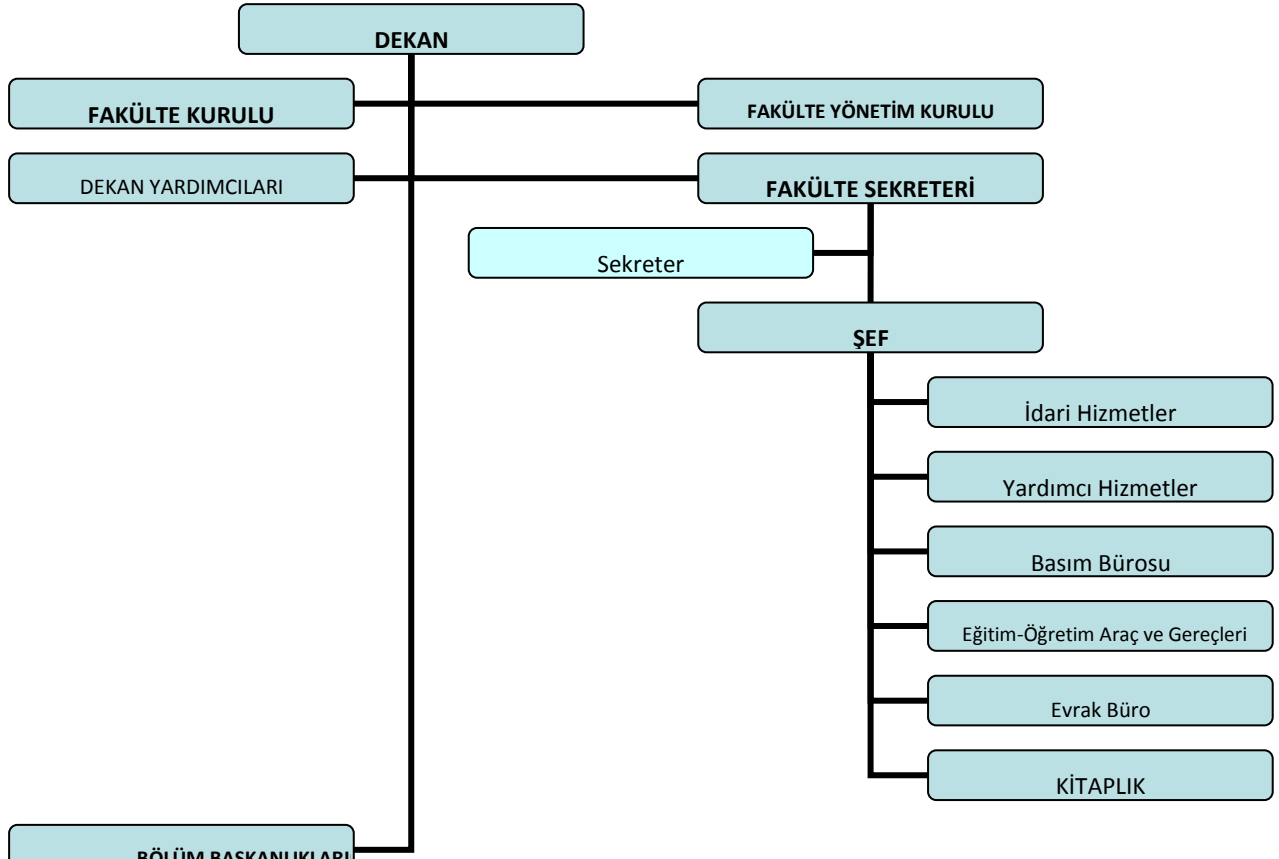 DEKAN
FAKÜLTE KURULU
FAKÜLTE YÖNETİM KURULU
DEKAN YARDIMCILARI
FAKÜLTE SEKRETERİ
Sekreter
ŞEF
İdari Hizmetler
Yardımcı Hizmetler
Basım Bürosu
Eğitim-Öğretim Araç ve Gereçleri
Evrak Büro
KİTAPLIK
BÖLÜM BAŞKANLIKLARI